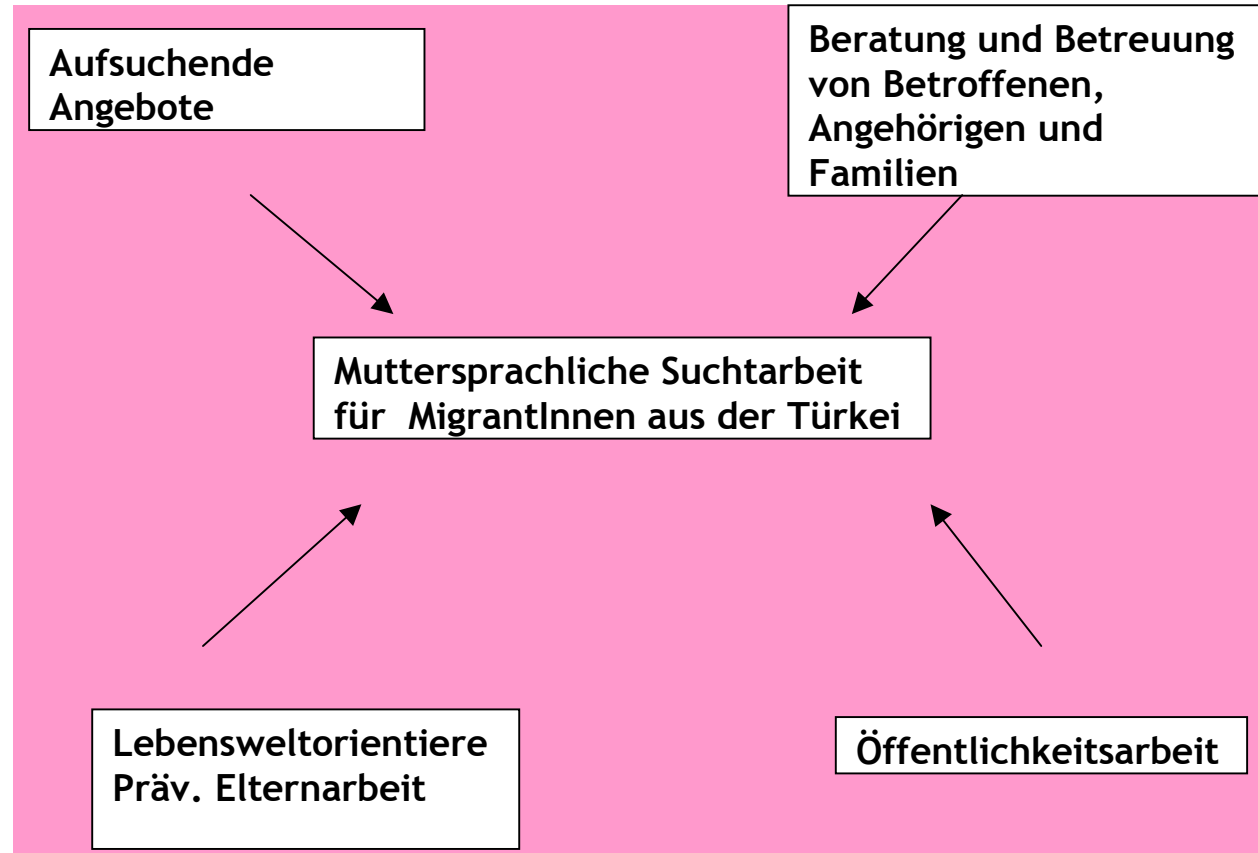 Aufsuchende
Angebote
Beratung und Betreuung
von Betroffenen,
Angehörigen und
Familien
Muttersprachliche Suchtarbeit
für  MigrantInnen aus der Türkei
Lebensweltorientiere
Präv. Elternarbeit
Öffentlichkeitsarbeit